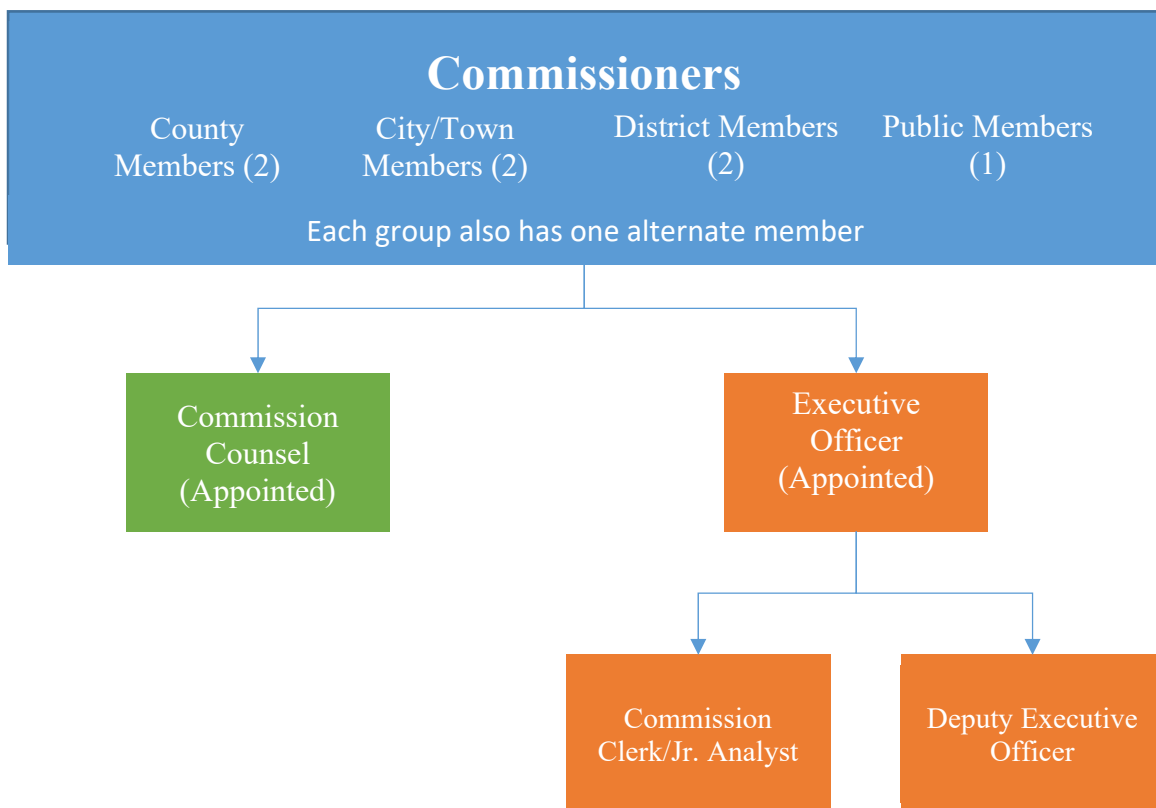 Commissioners
County
Members (2)
City/Town
Members (2)
District Members
(2)
Public Members
(1)
Each group also has one alternate member
Commission
Counsel
(Appointed)
Executive
Officer
(Appointed)
Commission
Clerk/Jr. Analyst
Deputy Executive
Officer